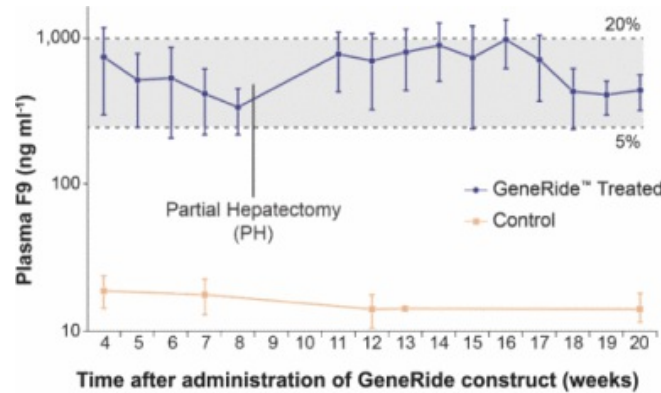 Plasma F9 (ng ml-1)
1,000
100
10
20%
5%
Partial Hepatectomy
(PH)
GeneRide™ Treated
Control
4 5 6 7 8 9 10 11 12 13 14 15 16 17 18 19 20
Time after administration of GeneRide construct (weeks)